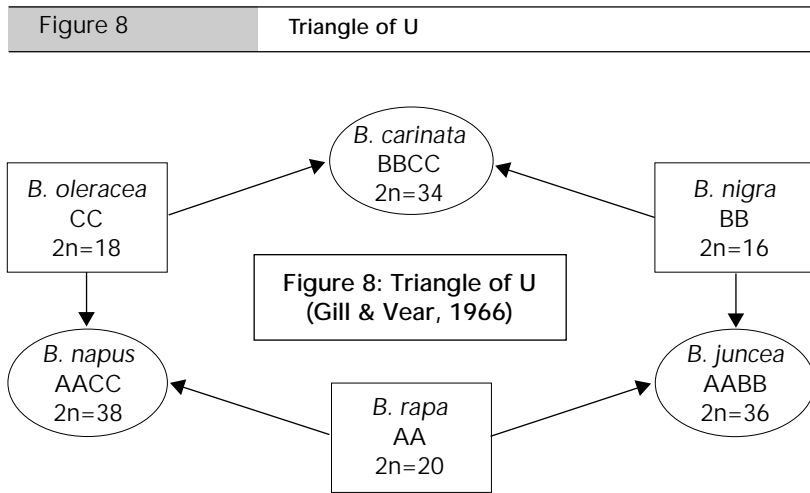 Figure 8
Triangle of U
B. carinata
BBCC
2n=34
B. oleracea
CC
2n=18
B. nigra
BB
2n=16
Figure 8: Triangle of U
(Gill & Vear, 1966)
B. napus
AACC
2n=38
B. rapa
AA
2n=20
B. juncea
AABB
2n=36